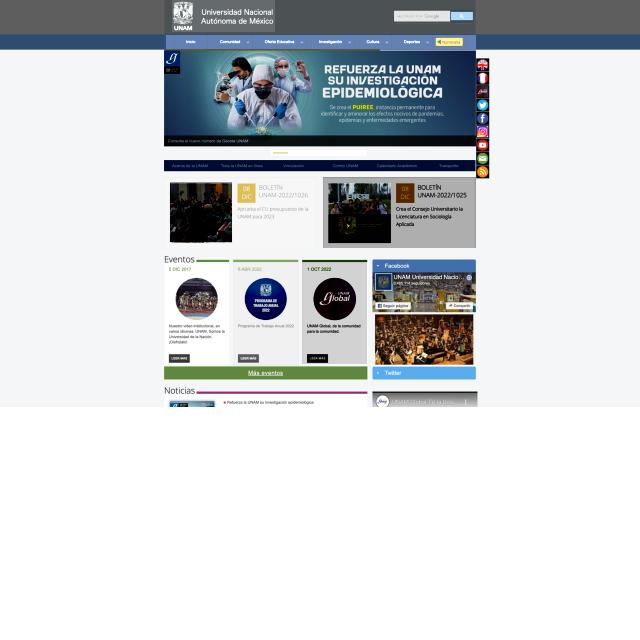 UNAM
Universidad Nacional
Autónoma de México
Google
Inicio
Comunidad
Oferta Educativa
Investigación
Cultura
Deportes
REFUERZA LA UNAM
SU INVESTIGACIÓN
EPIDEMIOLÓGICA
Se crea el PUIREE, instancia permanente para
identificar y aminorar los efectos nocivos de pandemias,
epidemias y enfermedades emergentes
Consulta el nuevo número de Gaceta UNAM
Acerca de la UNAM
Toda la UNAM en línea
Vinculación
Correo UNAM
Calendario Académico
Transporte
08
DIC
BOLETÍN
UNAM-2022/1026
Aprueba el CU presupuesto de la
UNAM para 2023
08
DIC
BOLETÍN
UNAM-2022/1025
Crea el Consejo Universitario la
Licenciatura en Sociología
Aplicada
Eventos
5 DIC 2017
Nuestro video institucional, en
varios idiomas. UNAM, Somos la
Universidad de la Nación.
¡Disfrútalo!
LEER MÁS
6 ABR 2022
PROGRAMA DE
TRABAJO ANUAL
2022
Programa de Trabajo Anual 2022
LEER MÁS
1 OCT 2022
UNAM
Global
UNAM Global, de la comunidad
para la comunidad.
LEER MÁS
Más eventos
Facebook
UNAM Universidad Nacio...
Seguir página
Compartir
Twitter
Noticias
Refuerza la UNAM su investigación epidemiológica